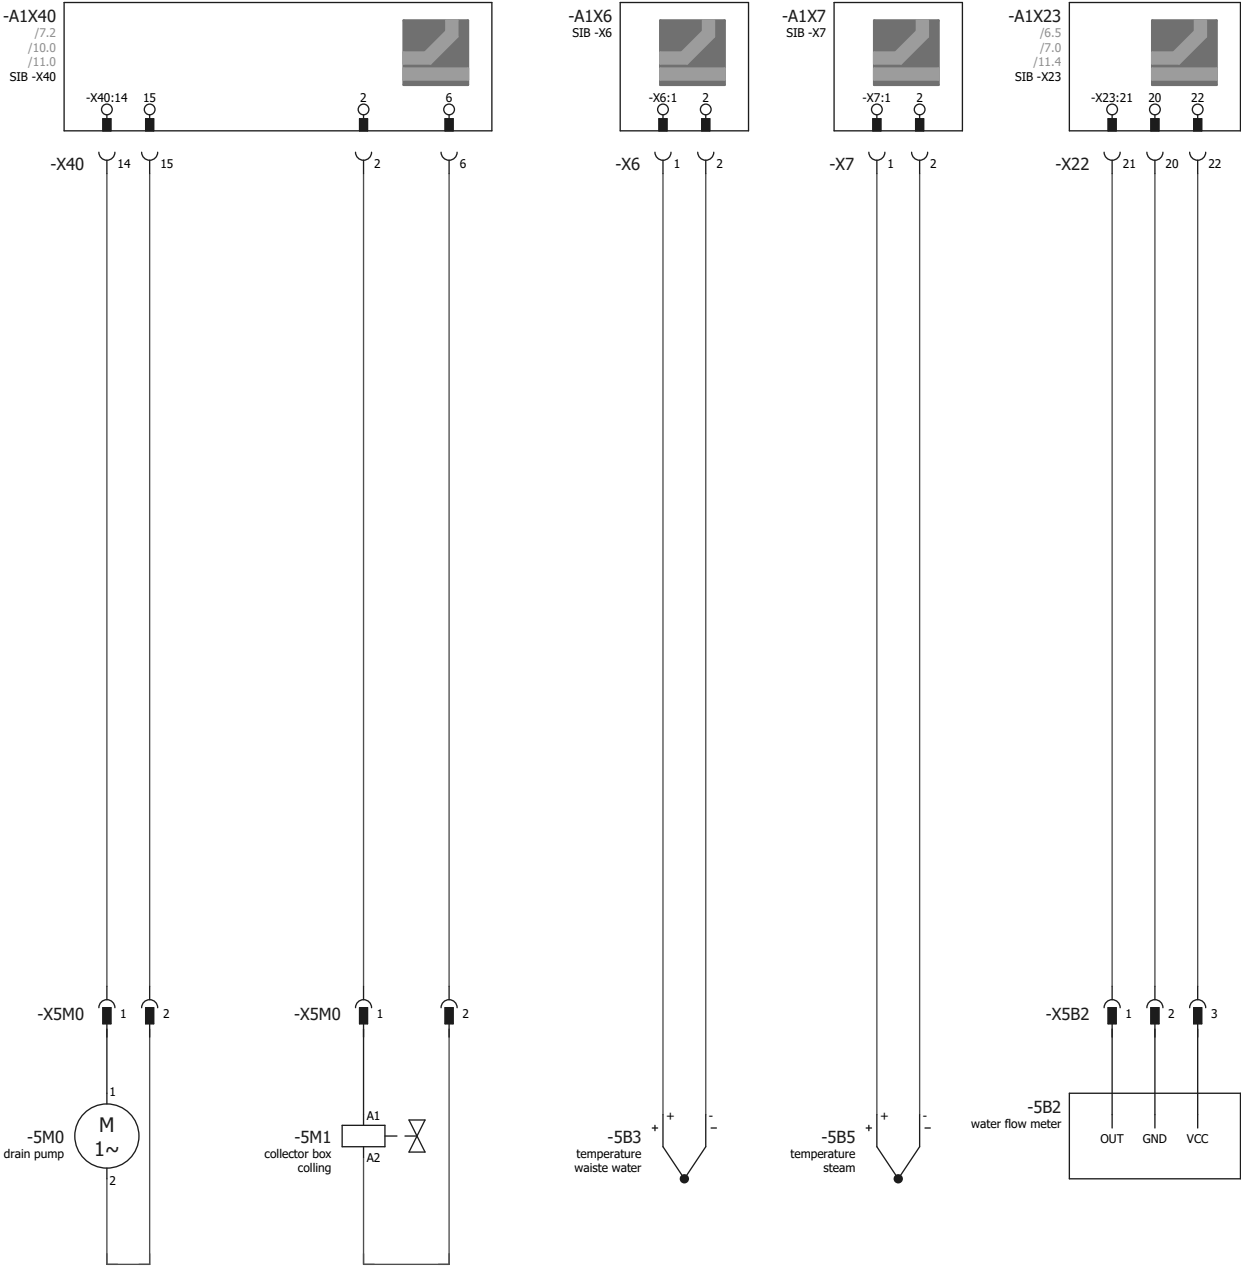 -A1X40
/7.2
/10.0
/11.0
SIB -X40
-X40:14 15 2 6
-X40 14 15 2 6
-A1X6
SIB -X6
-X6:1 2
-X6 1 2
-A1X7
SIB -X7
-X7:1 2
-X7 1 2
-A1X23
/6.5
/7.0
/11.4
SIB -X23
-X23:21 20 22
-X22 21 20 22
-X5M0 1 2
1
M
1~
-5M0
drain pump
2
-X5M0 1 2
A1
-5M1
collector box
colling
A2
+ -
+ −
-5B3
temperature
waiste water
+ -
+ −
-5B5
temperature
steam
-X5B2 1 2 3
-5B2
water flow meter
OUT GND VCC